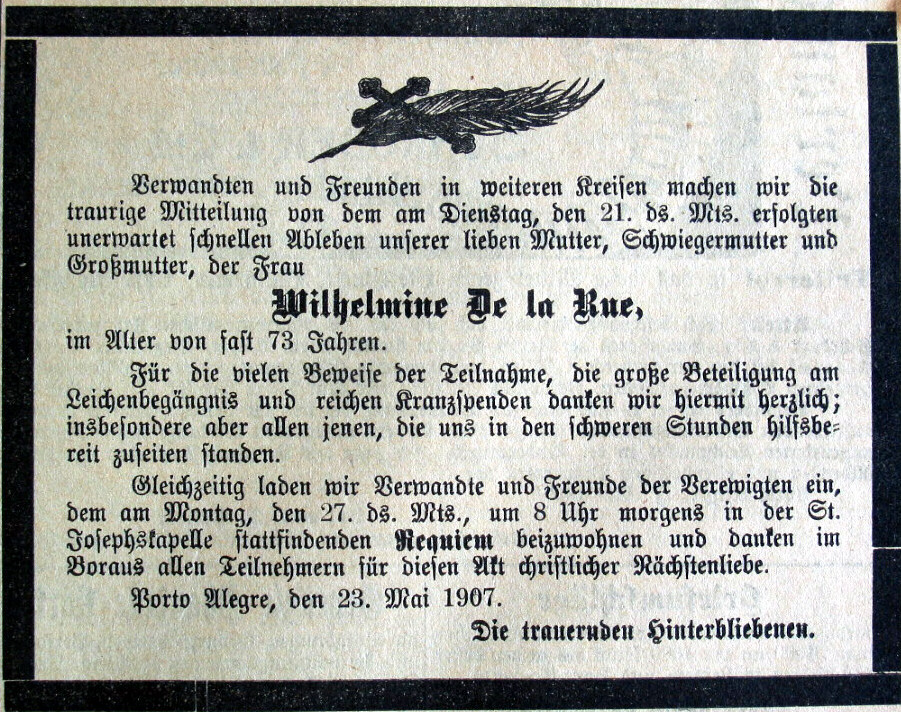 Verwandten und Freunden in weiteren Kreisen machen wir die
traurige Mitteilung von dem am Dienstag, den 21. ds. Mts. erfolgten
unerwartet schnellen Ableben unserer lieben Mutter, Schwiegermutter und
Großmutter, der Frau
Wilhelmine De la Rue,
im Alter von fast 73 Jahren.
Für die vielen Beweise der Teilnahme, die große Beteiligung am
Leichenbegängnis und reichen Kranzspenden danken wir hiermit herzlich;
insbesondere aber allen jenen, die uns in den schweren Stunden hilfsbe-
reit zuseiten standen.
Gleichzeitig laden wir Verwandte und Freunde der Verewigten ein,
dem am Montag, den 27. ds. Mts., um 8 Uhr morgens in der St.
Josephskapelle stattfindenden Requiem beizuwohnen und danken im
Voraus allen Teilnehmern für diesen Akt christlicher Nächstenliebe.
Porto Alegre, den 23. Mai 1907.
Die trauernden Hinterbliebenen.